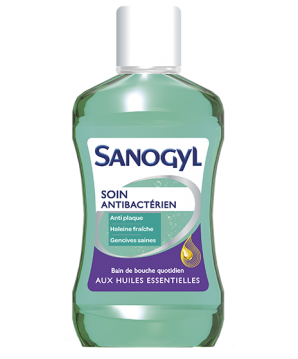 SANOGYL
SOIN
ANTIBACTÉRIEN
Anti plaque
Haleine fraîche
Gencives saines
Bain de bouche quotidien
AUX HUILES ESSENTIELLES